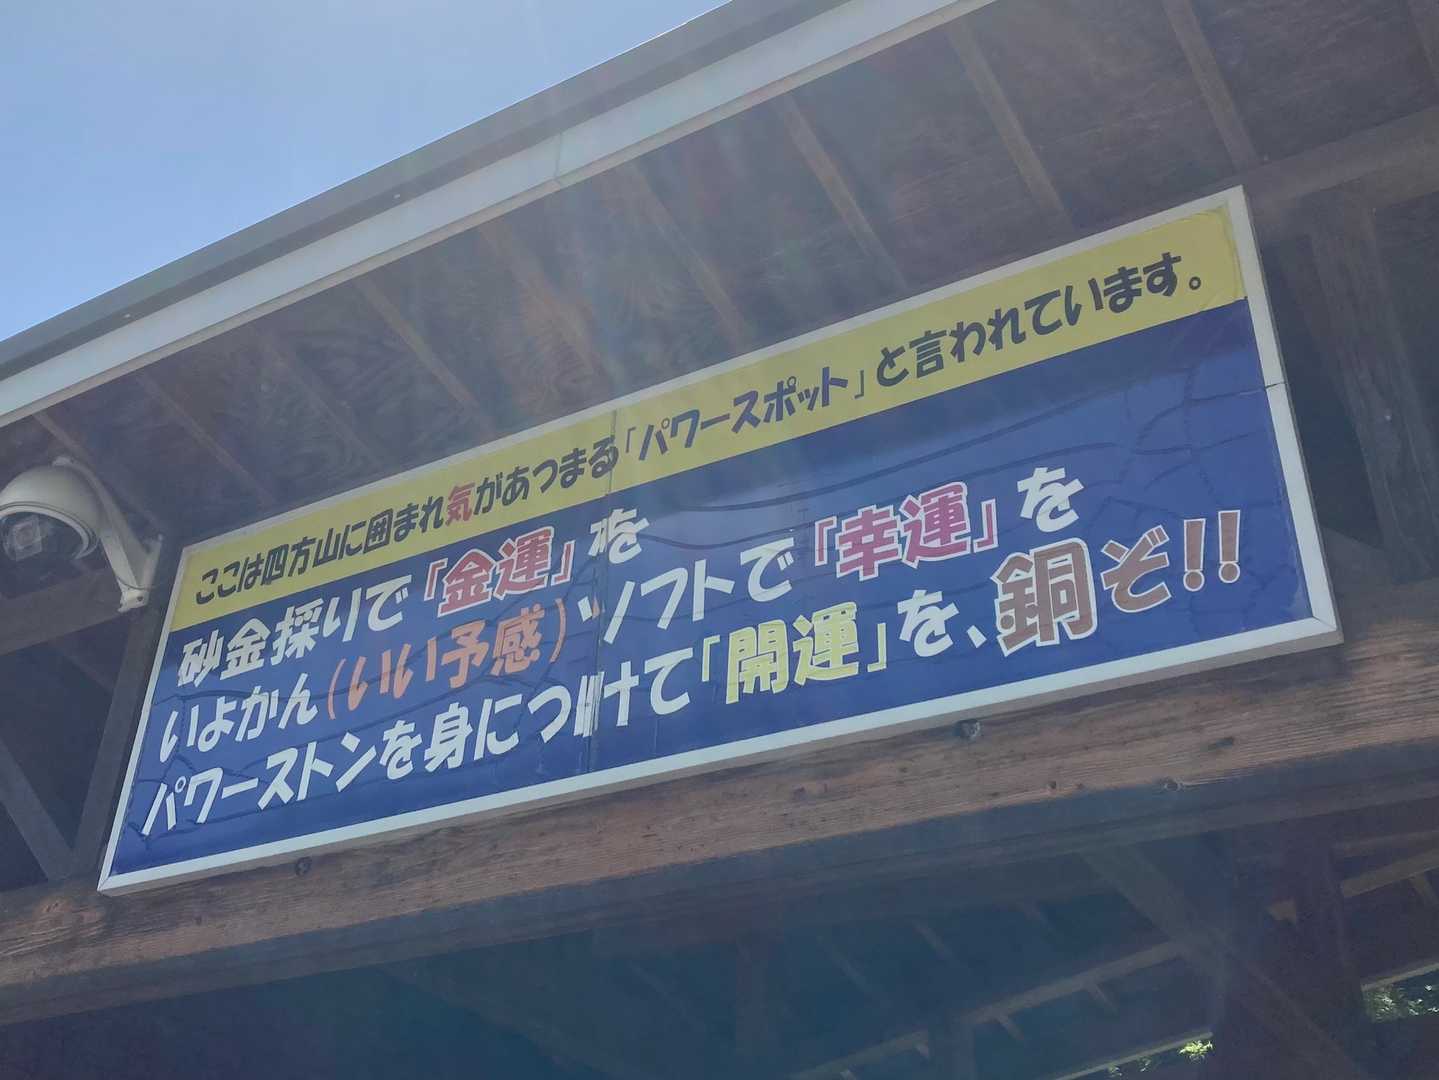 ここは四方山に囲まれ気があつまる「パワースポット」と言われています。
砂金採りで「金運」を
いよかん(いい予感)ソフトで「幸運」を
パワーストンを身につけて「開運」を、銅ぞ!!